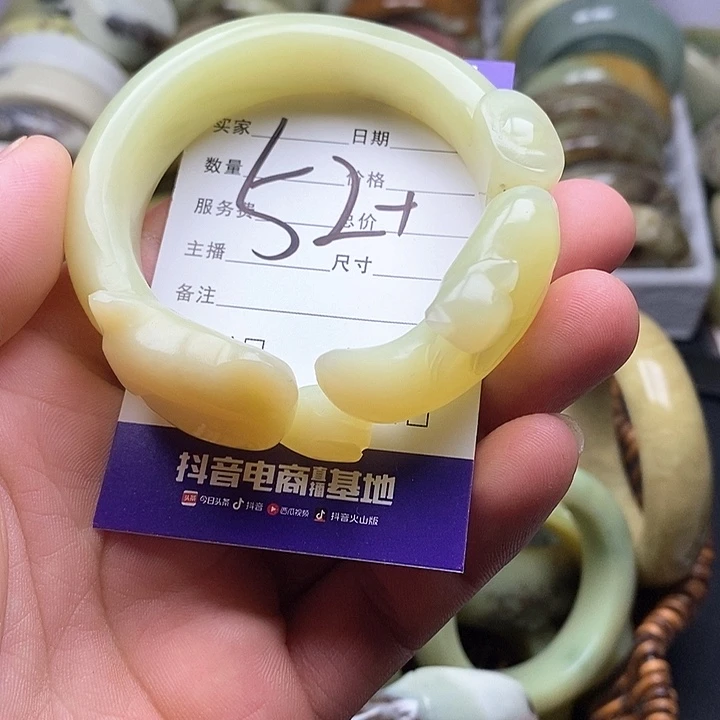 买家 日期
数量 价格
服务费 总价
52+
主播 尺寸
备注
抖音电商直播基地
头条 今日头条 抖音 西瓜视频 抖音火山版